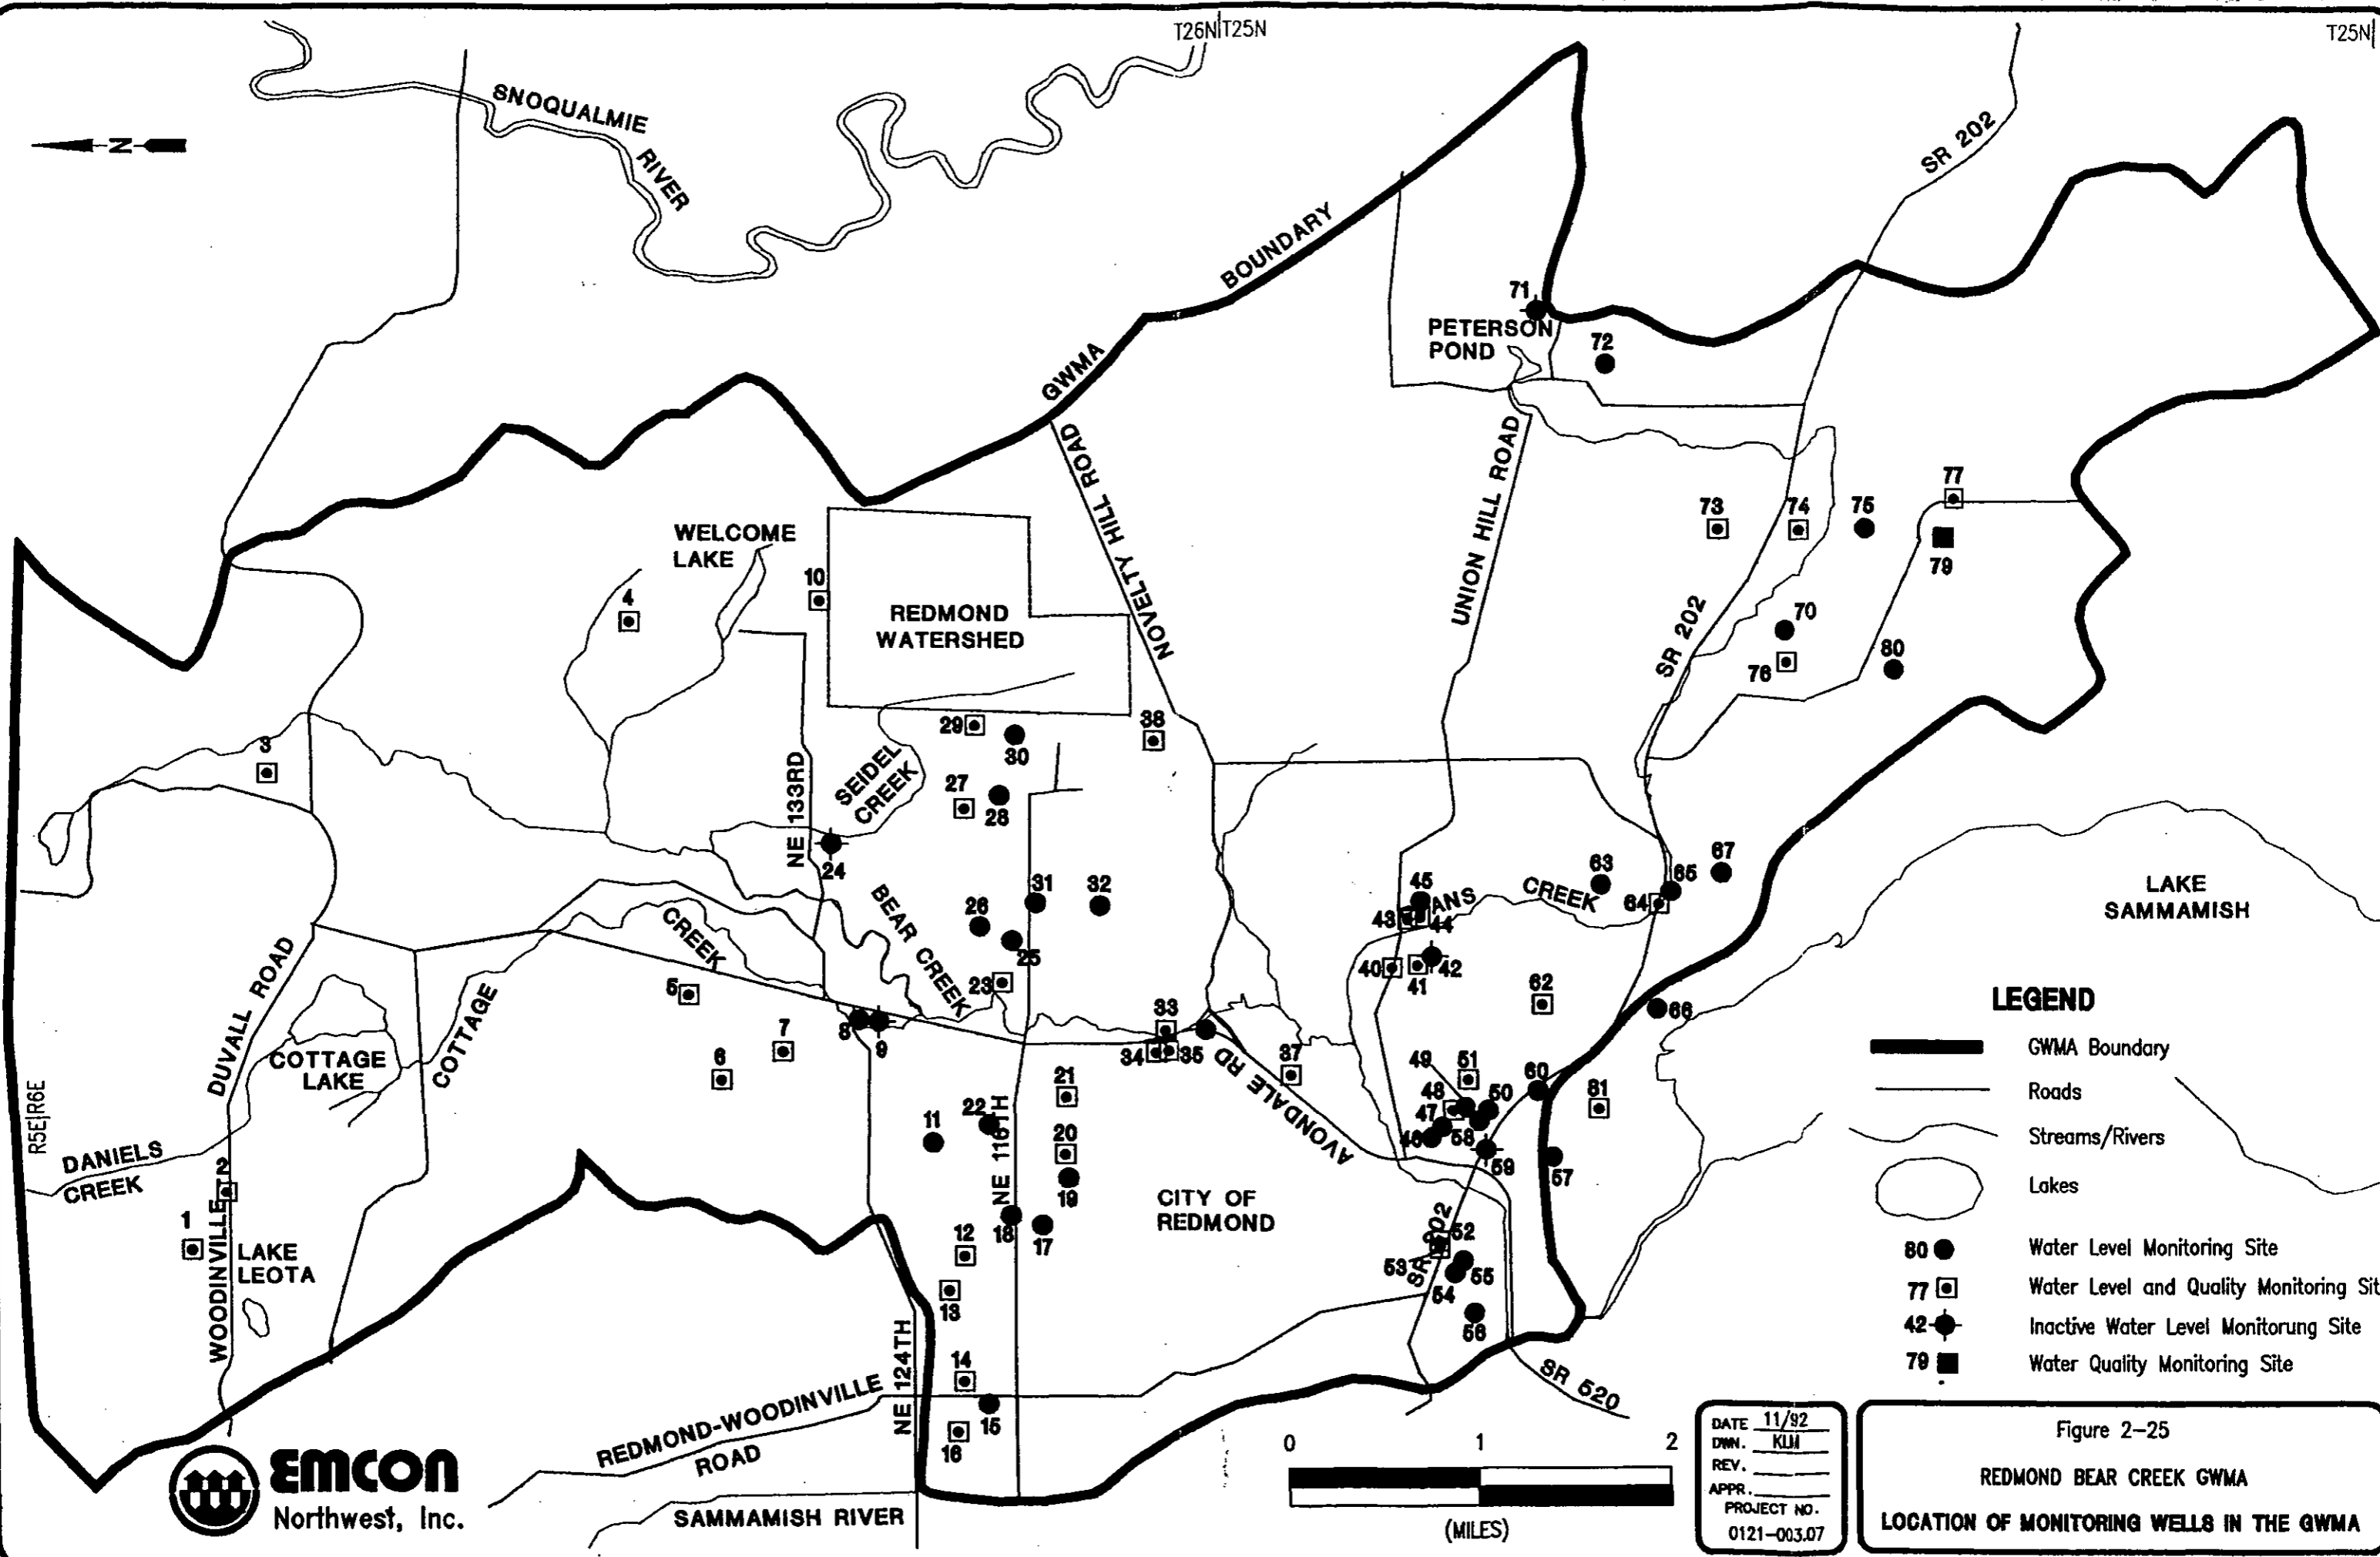 T26N|T25N
T25N|
SNOQUALMIE
RIVER
N
SR 202
BOUNDARY
GWMA
71
PETERSON
POND
72
NOVELTY HILL ROAD
UNION HILL ROAD
WELCOME
LAKE
10
4
REDMOND
WATERSHED
73
74
75
77
79
70
76
80
SR 202
3
29
30
38
NE 133RD
SEIDEL
CREEK
27
28
24
31
32
26
25
23
BEAR CREEK
CREEK
45
43
44
ANS
CREEK
63
65
67
64
LAKE
SAMMAMISH
40
41
42
62
66
DUVALL ROAD
COTTAGE
LAKE
COTTAGE
5
7
6
8
9
33
34
35
37
AVONDALE RD
R5E|R6E
DANIELS
CREEK
2
1
WOODINVILLE
LAKE
LEOTA
11
22
NE 116TH
21
20
19
18
17
12
13
14
15
16
NE 124TH
CITY OF
REDMOND
49
51
48
50
47
46
58
59
60
81
57
SR 202
52
53
55
54
56
SR 520
REDMOND-WOODINVILLE
ROAD
SAMMAMISH RIVER
EMCON
Northwest, Inc.
0 1 2
(MILES)
LEGEND
GWMA Boundary
Roads
Streams/Rivers
Lakes
80 Water Level Monitoring Site
77 Water Level and Quality Monitoring Sit
42 Inactive Water Level Monitorung Site
79 Water Quality Monitoring Site
DATE 11/92
DWN. KLM
REV.
APPR.
PROJECT NO.
0121-003.07
Figure 2-25
REDMOND BEAR CREEK GWMA
LOCATION OF MONITORING WELLS IN THE GWMA